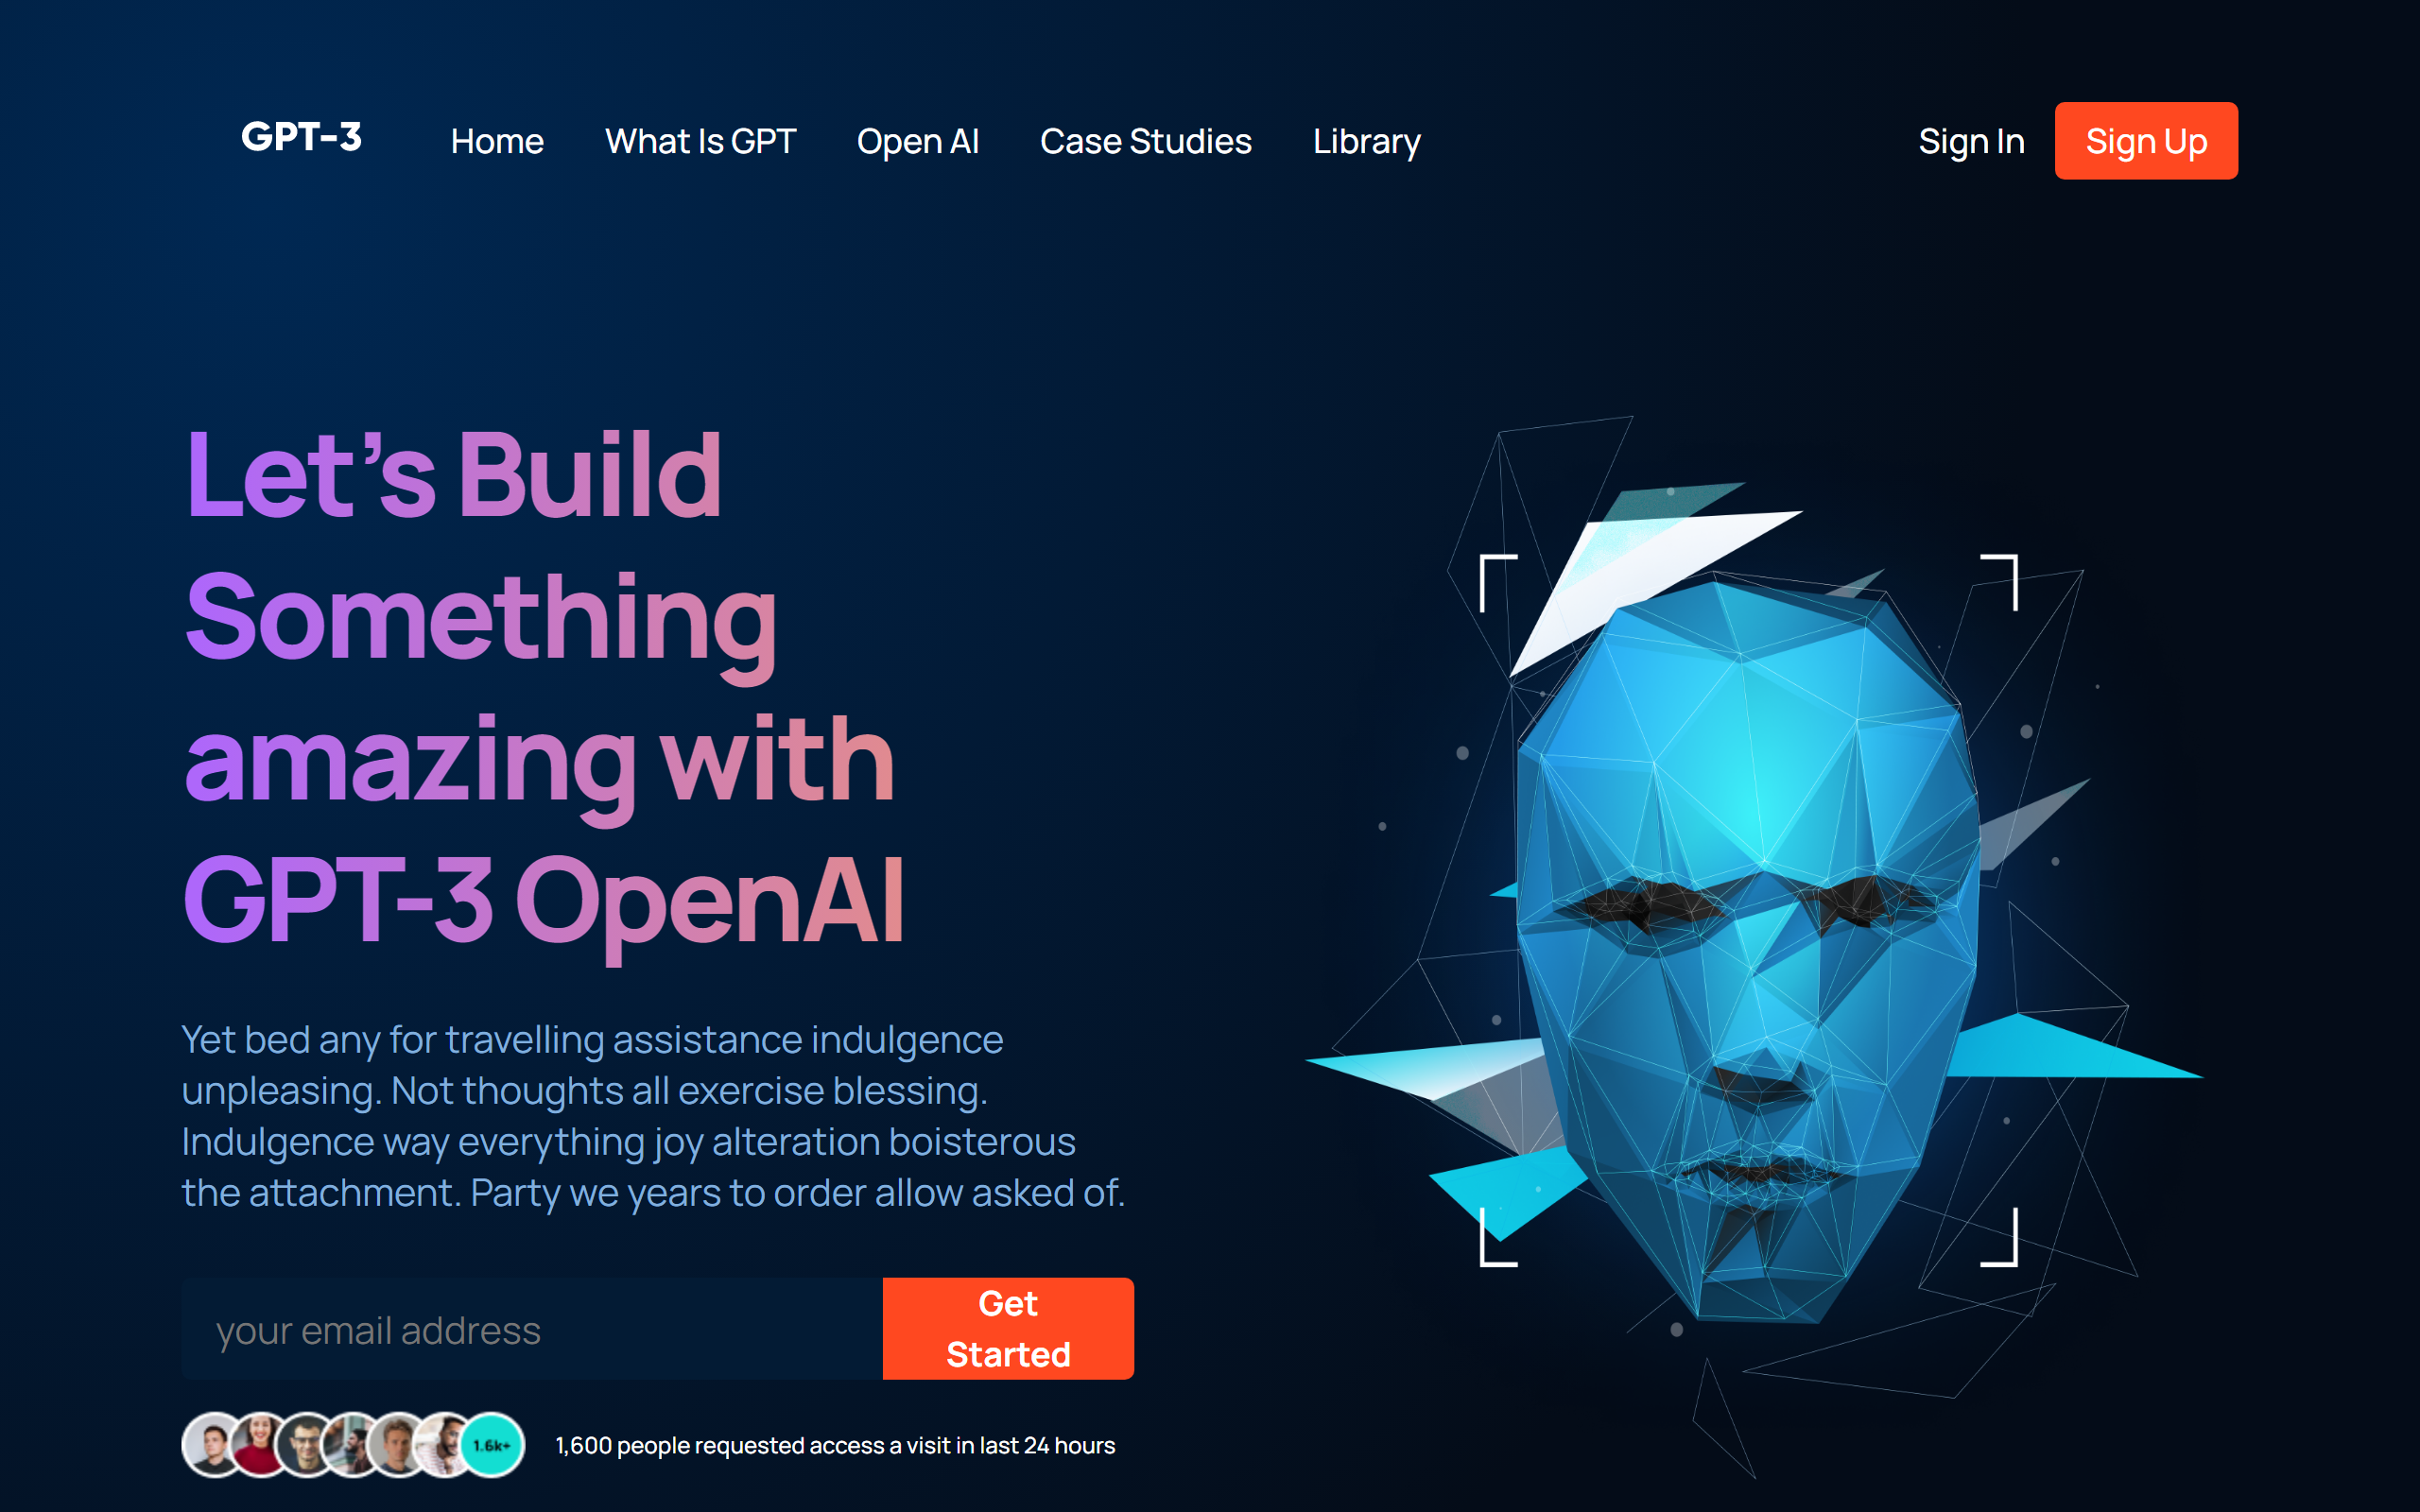 GPT-3
Home
What Is GPT
Open AI
Case Studies
Library
Sign In
Sign Up
Let’s Build
Something
amazing with
GPT-3 OpenAI
Yet bed any for travelling assistance indulgence
unpleasing. Not thoughts all exercise blessing.
Indulgence way everything joy alteration boisterous
the attachment. Party we years to order allow asked of.
your email address
Get
Started
1.6k+
1,600 people requested access a visit in last 24 hours